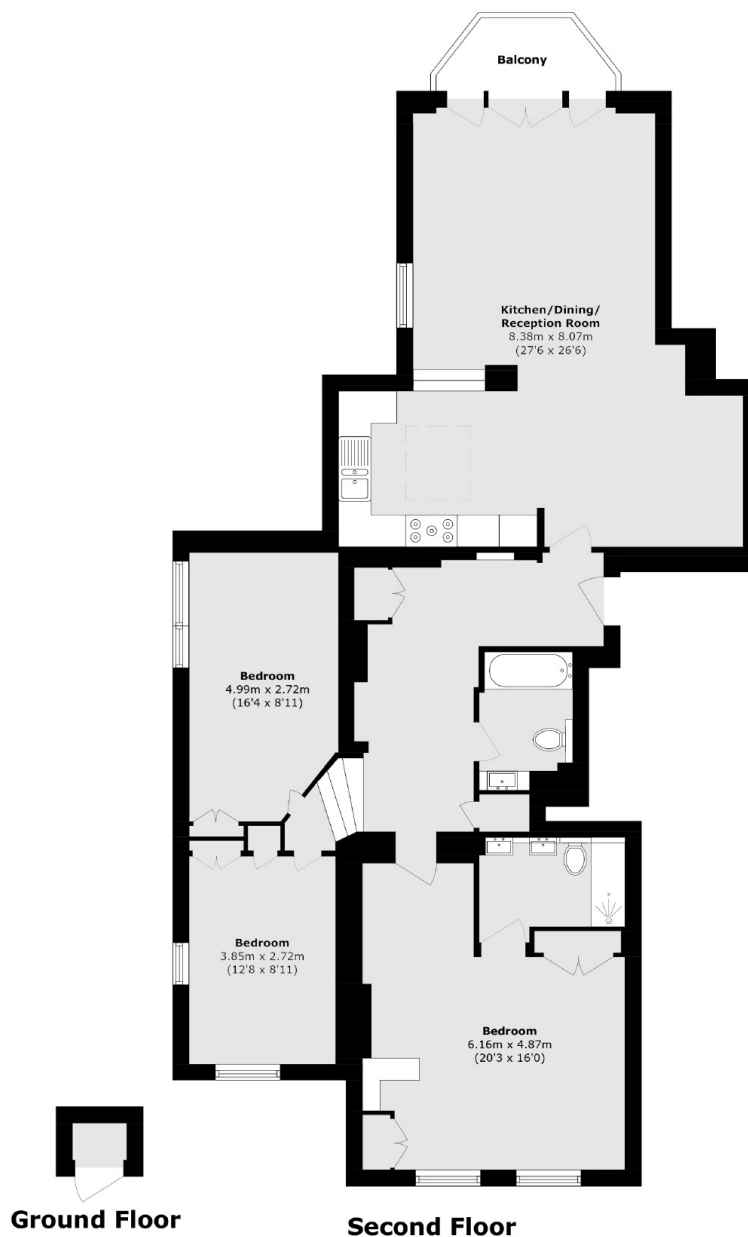 Balcony
Kitchen/Dining/
Reception Room
8.38m x 8.07m
(27'6 x 26'6)
Bedroom
4.99m x 2.72m
(16'4 x 8'11)
Bedroom
3.85m x 2.72m
(12'8 x 8'11)
Bedroom
6.16m x 4.87m
(20'3 x 16'0)
Ground Floor
Second Floor